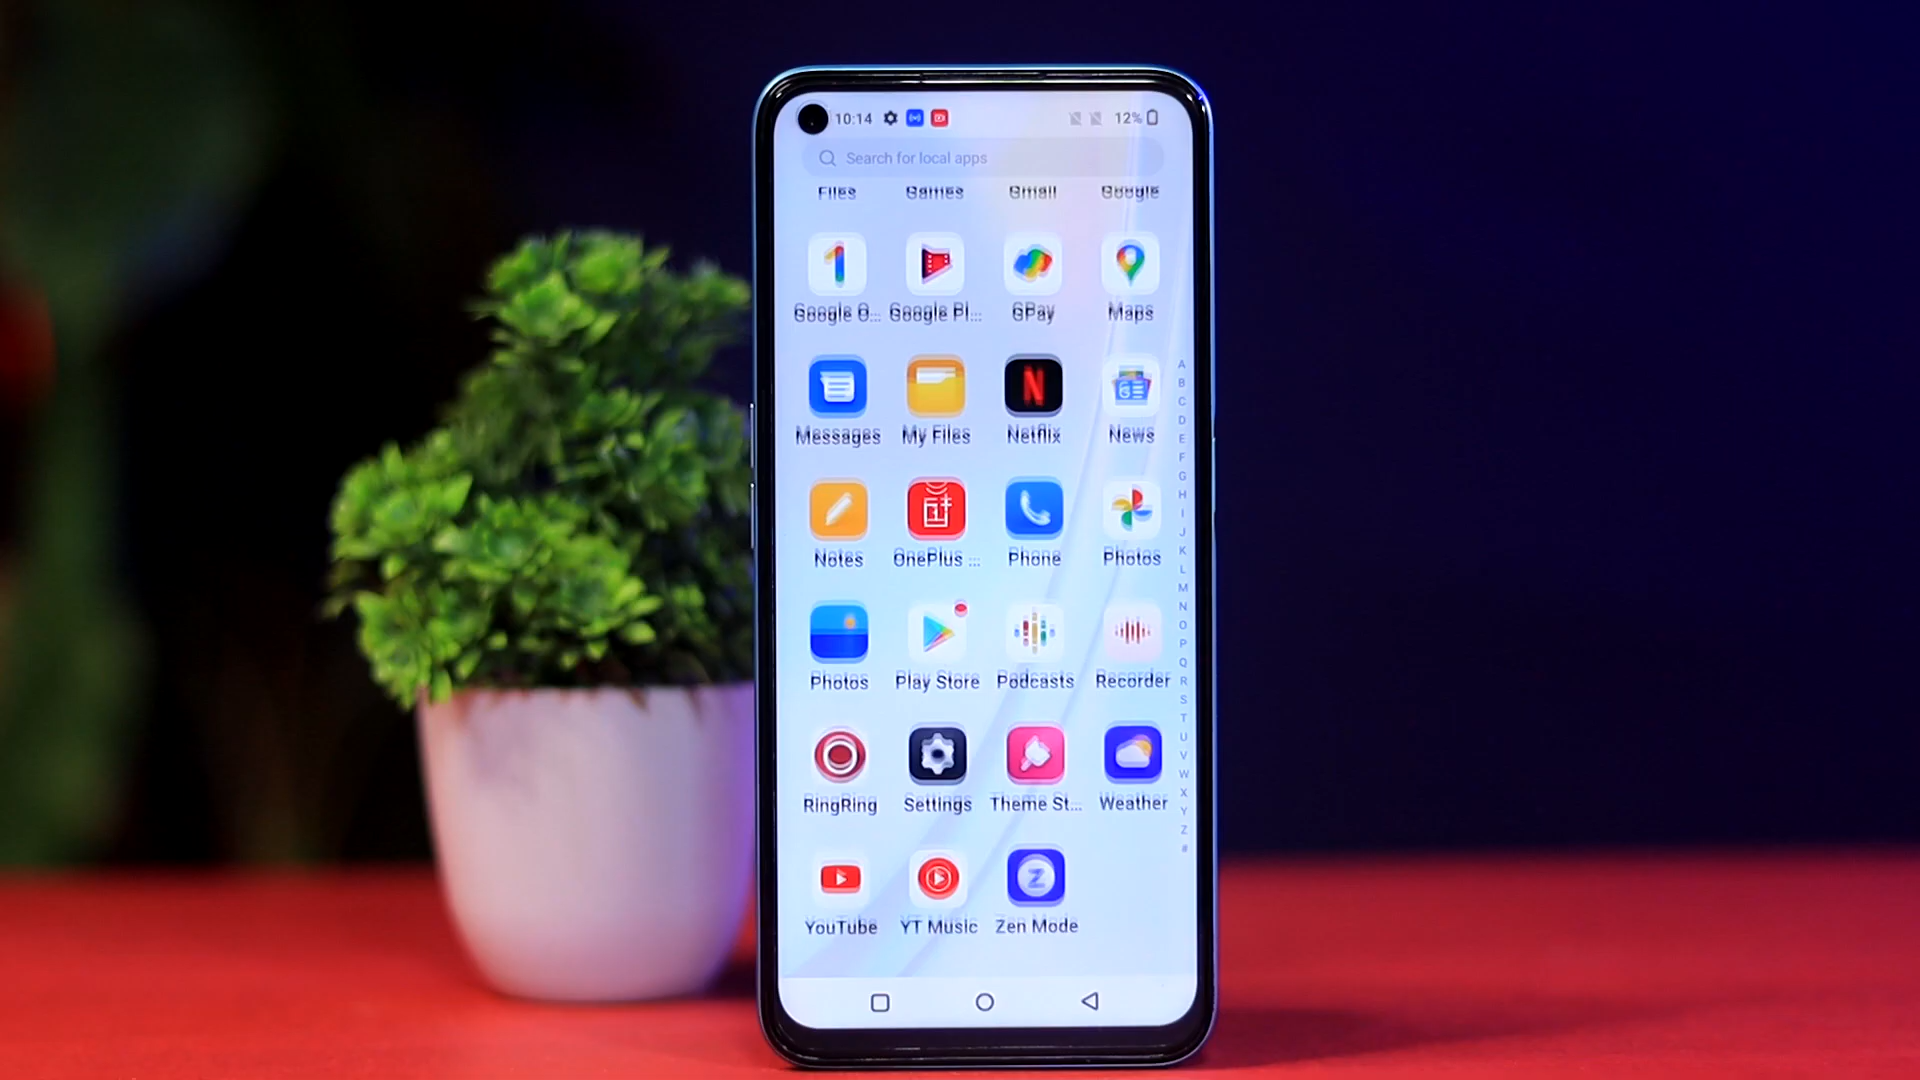 10:14 12%
Search for local apps
Files Games Gmail Google
Google O... Google Pl... GPay Maps
Messages My Files Netflix News
Notes OnePlus ... Phone Photos
Photos Play Store Podcasts Recorder
RingRing Settings Theme St... Weather
YouTube YT Music Zen Mode
A
B
C
D
E
F
G
H
I
J
K
L
M
N
O
P
Q
R
S
T
U
V
W
X
Y
Z
#